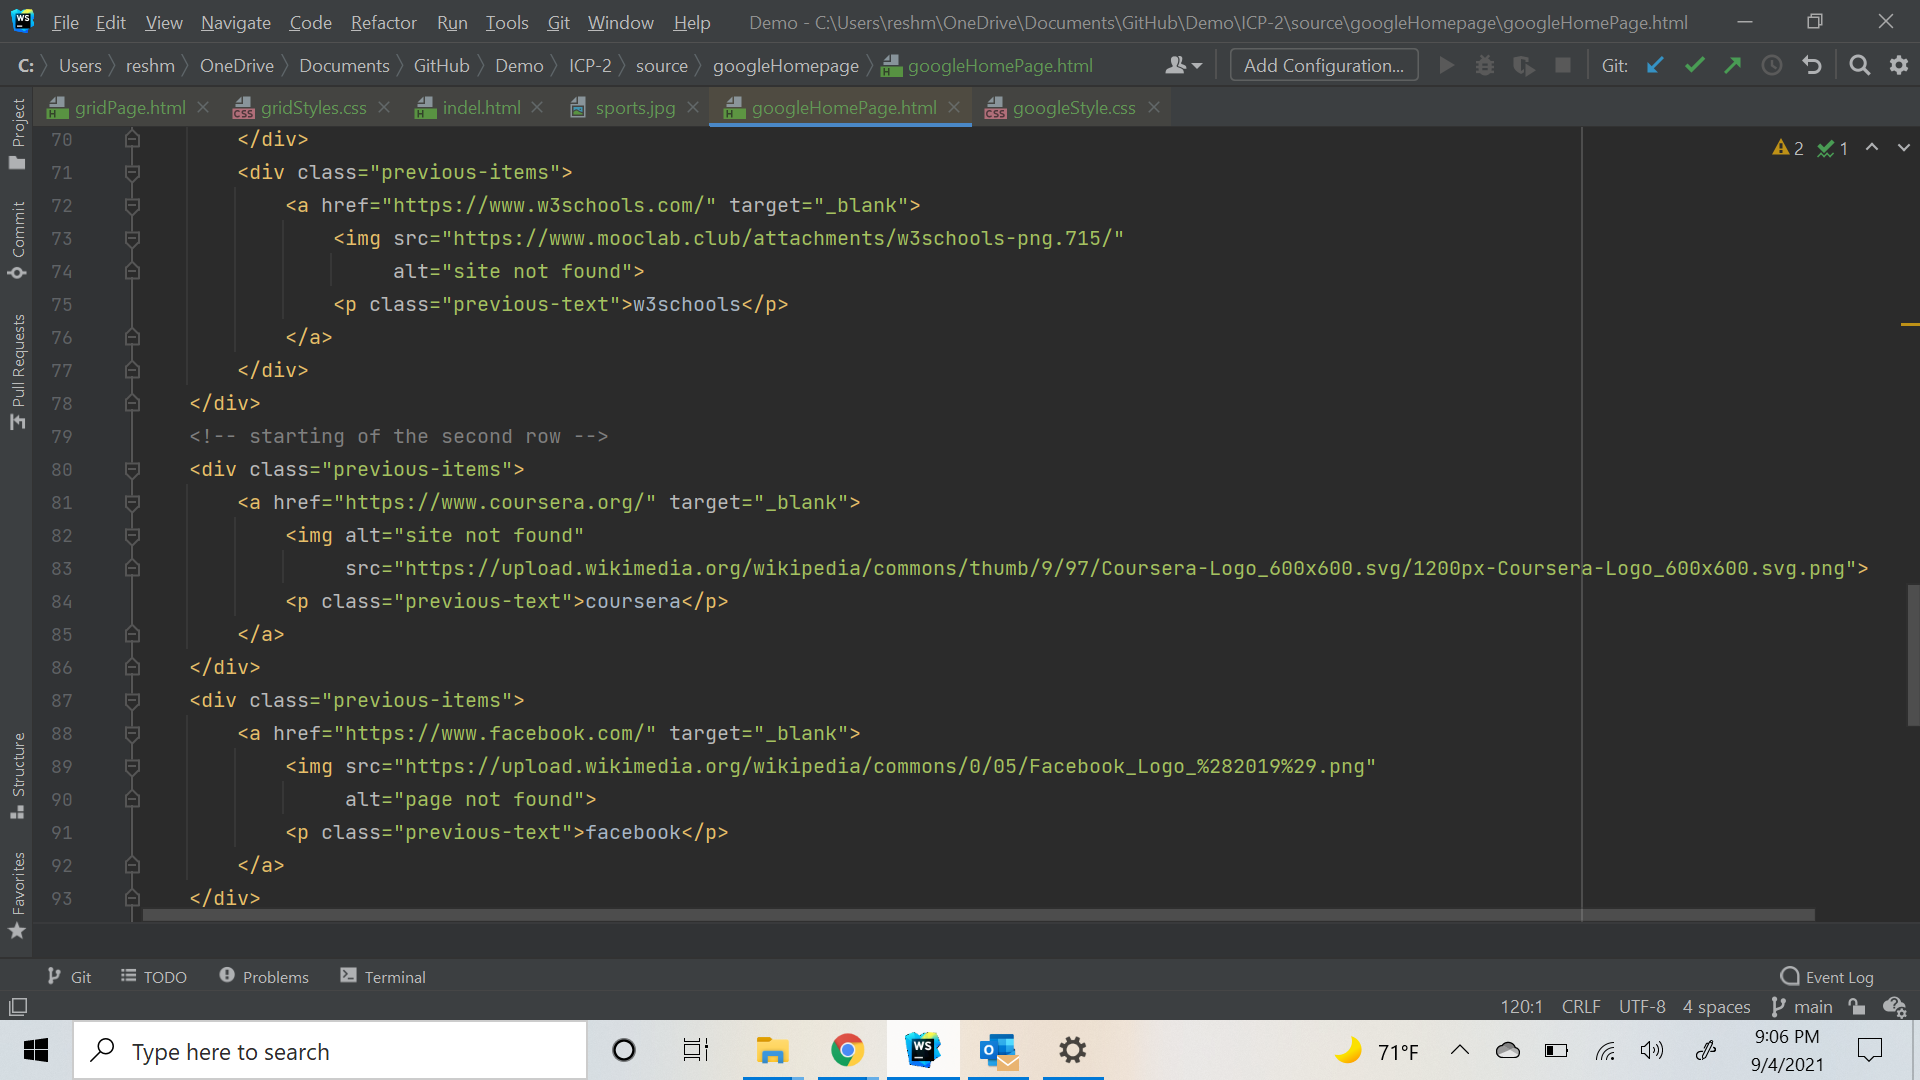 WS File Edit View Navigate Code Refactor Run Tools Git Window Help Demo - C:\Users\reshm\OneDrive\Documents\GitHub\Demo\ICP-2\source\googleHomepage\googleHomePage.html
C: Users reshm OneDrive Documents GitHub Demo ICP-2 source googleHomepage googleHomePage.html Add Configuration... Git:
gridPage.html gridStyles.css indel.html sports.jpg googleHomePage.html googleStyle.css
Project
Commit
Pull Requests
Structure
Favorites
2 1
70 </div>
71 <div class="previous-items">
72 <a href="https://www.w3schools.com/" target="_blank">
73 <img src="https://www.mooclab.club/attachments/w3schools-png.715/"
74 alt="site not found">
75 <p class="previous-text">w3schools</p>
76 </a>
77 </div>
78 </div>
79 <!-- starting of the second row -->
80 <div class="previous-items">
81 <a href="https://www.coursera.org/" target="_blank">
82 <img alt="site not found"
83 src="https://upload.wikimedia.org/wikipedia/commons/thumb/9/97/Coursera-Logo_600x600.svg/1200px-Coursera-Logo_600x600.svg.png">
84 <p class="previous-text">coursera</p>
85 </a>
86 </div>
87 <div class="previous-items">
88 <a href="https://www.facebook.com/" target="_blank">
89 <img src="https://upload.wikimedia.org/wikipedia/commons/0/05/Facebook_Logo_%282019%29.png"
90 alt="page not found">
91 <p class="previous-text">facebook</p>
92 </a>
93 </div>
Git TODO Problems Terminal Event Log
120:1 CRLF UTF-8 4 spaces main
Type here to search WS 71°F 9:06 PM
9/4/2021